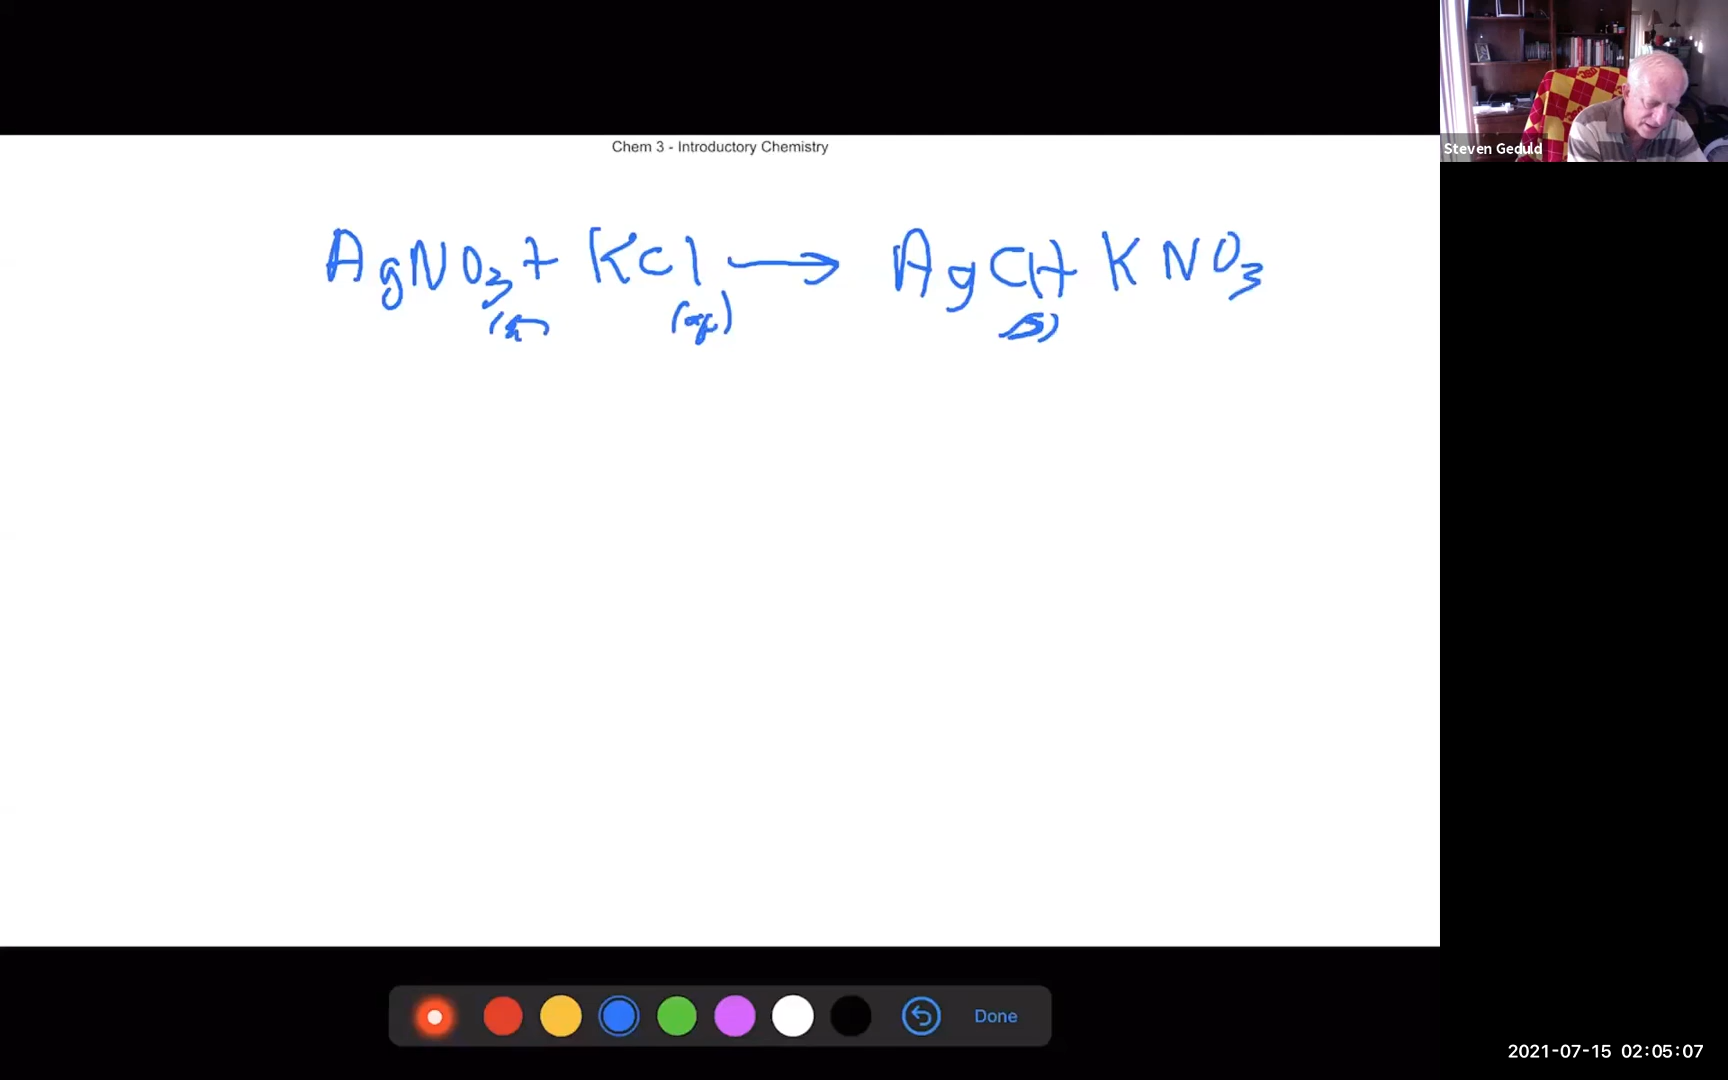 Steven Geduld
Chem 3 - Introductory Chemistry
AgNO3 + KCl → AgCl + KNO3
(aq) (s)
Done
2021-07-15 02:05:07